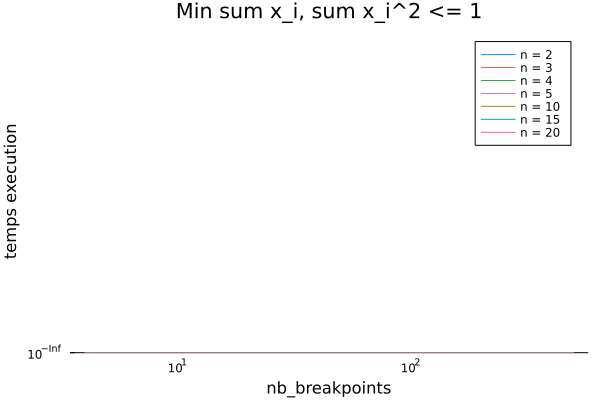 Min sum x_i, sum x_i^2 <= 1
n = 2
n = 3
n = 4
n = 5
n = 10
n = 15
n = 20
temps execution
10^-Inf
10^1
10^2
nb_breakpoints